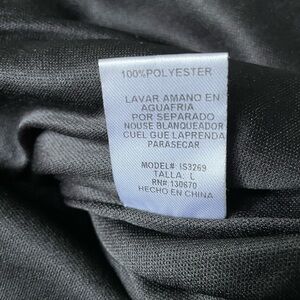 100%POLYESTER
LAVAR AMANO EN
AGUAFRIA
POR SEPARADO
NOUSE BLANQUEADOR
CUEL GUE LAPRENDA
PARASECAR
MODEL# IS3269
TALLA: L
RN# 130870
HECHO EN CHINA